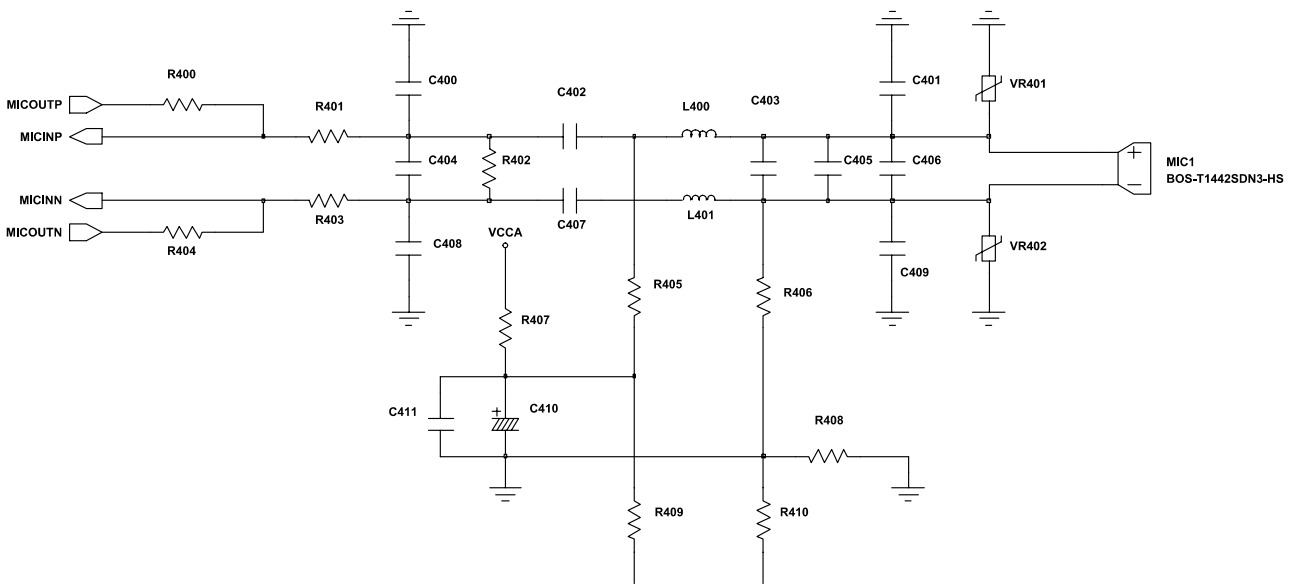 R400
C400
C401
VR401
MICOUTP
R401
C402
L400
C403
MICINP
C404
R402
C405
C406
+
−
MIC1
BOS-T1442SDN3-HS
MICINN
R403
C407
L401
MICOUTN
R404
C408
VCCA
C409
VR402
R405
R406
R407
C411
+
C410
R408
R409
R410